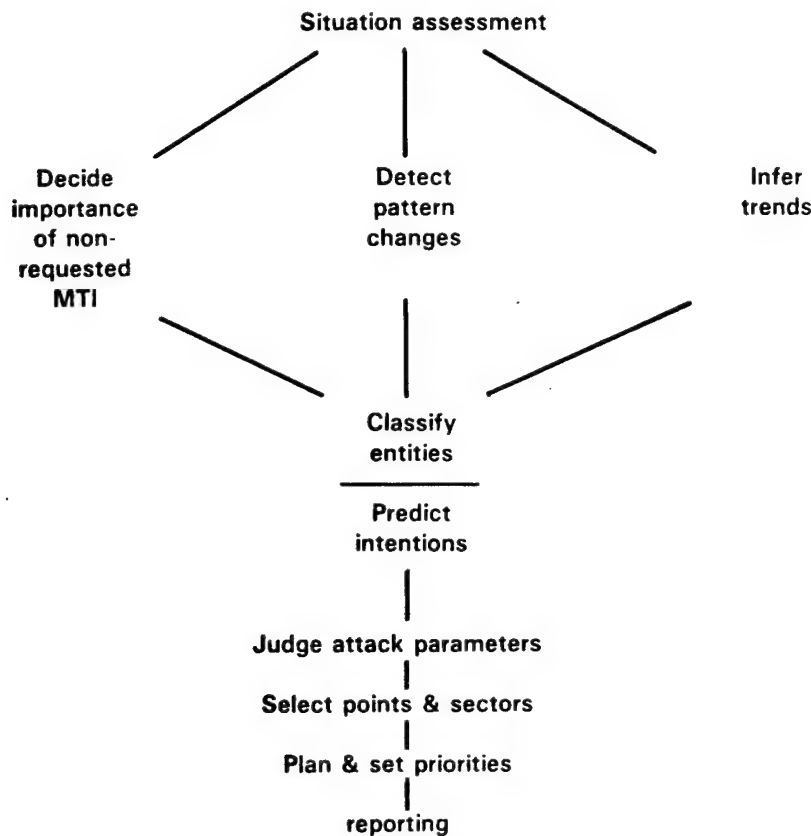 Situation assessment
Decide
importance
of non-
requested
MTI
Detect
pattern
changes
Infer
trends
Classify
entities
Predict
intentions
Judge attack parameters
Select points & sectors
Plan & set priorities
reporting